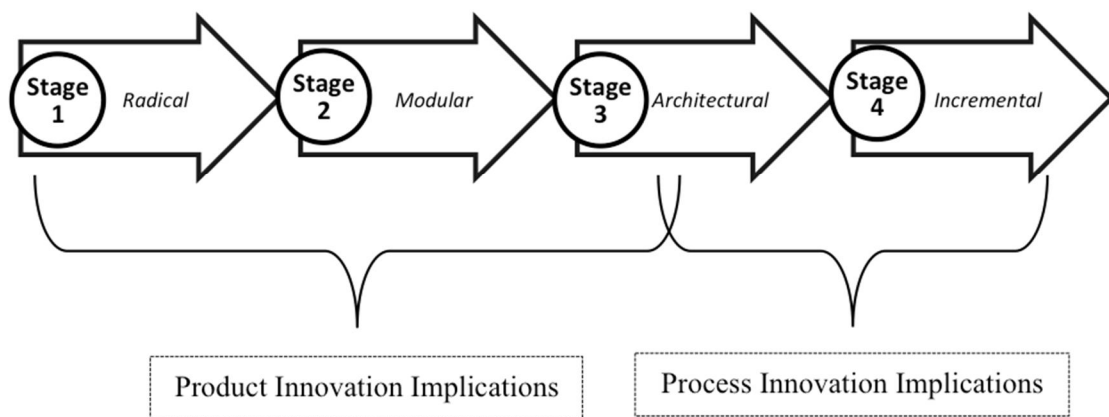 Stage
1
Radical
Stage
2
Modular
Stage
3
Architectural
Stage
4
Incremental
Product Innovation Implications
Process Innovation Implications